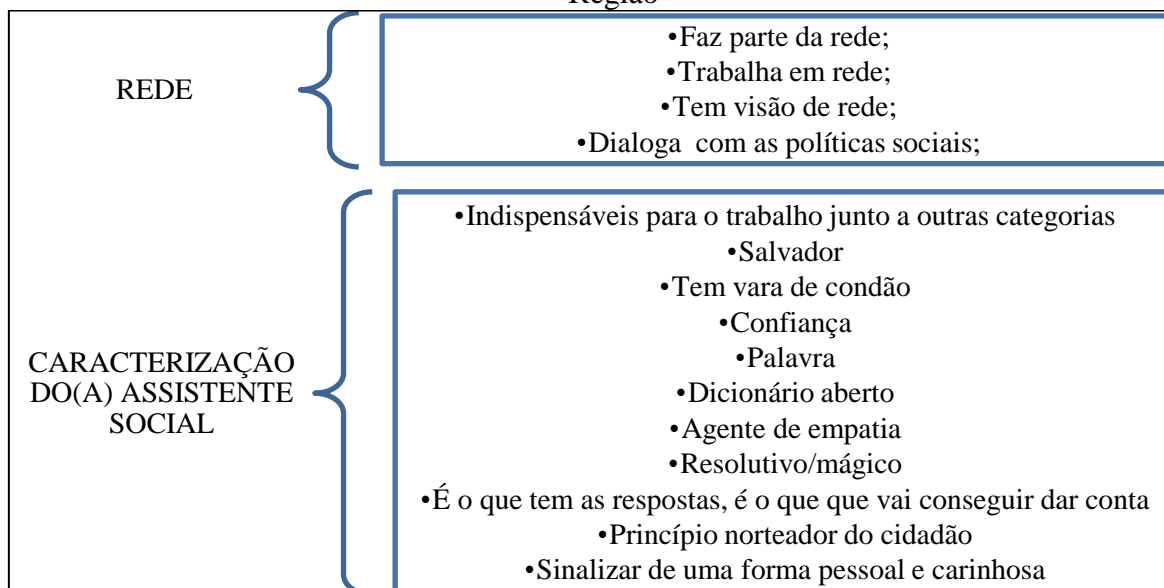 Região
REDE
•Faz parte da rede;
•Trabalha em rede;
•Tem visão de rede;
•Dialoga com as políticas sociais;
CARACTERIZAÇÃO
DO(A) ASSISTENTE
SOCIAL
•Indispensáveis para o trabalho junto a outras categorias
•Salvador
•Tem vara de condão
•Confiança
•Palavra
•Dicionário aberto
•Agente de empatia
•Resolutivo/mágico
•É o que tem as respostas, é o que que vai conseguir dar conta
•Princípio norteador do cidadão
•Sinalizar de uma forma pessoal e carinhosa